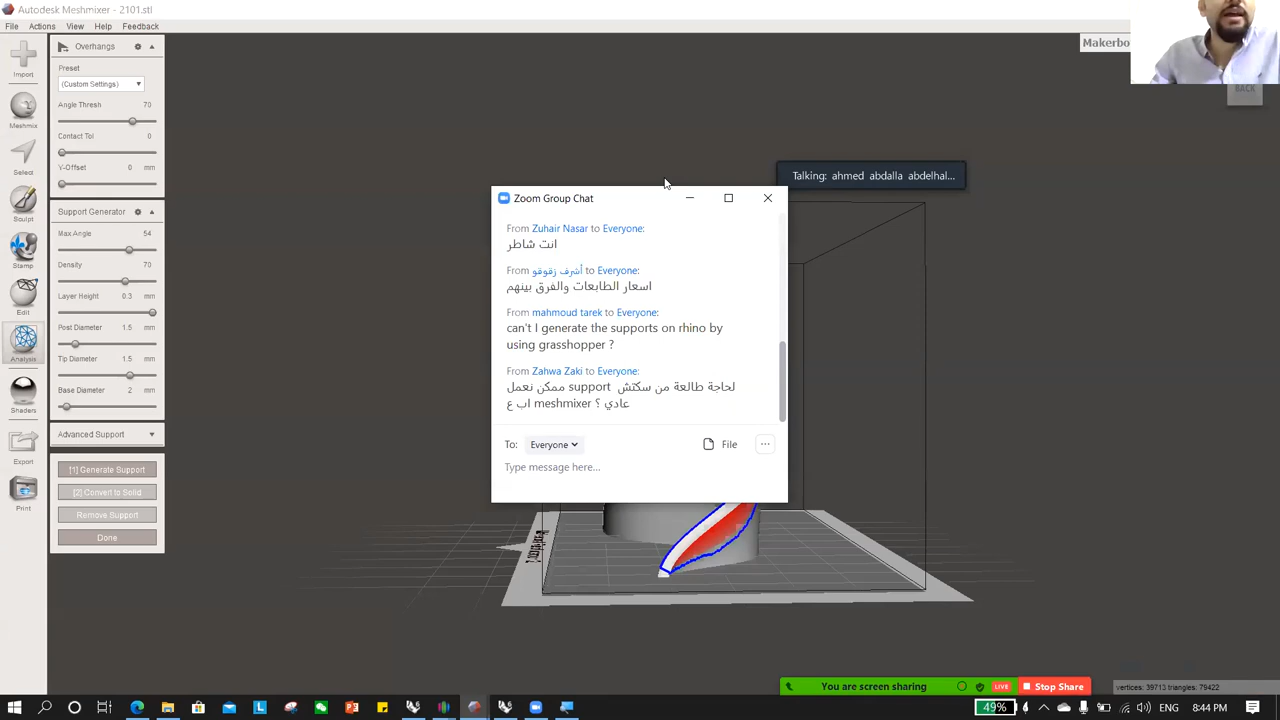 Autodesk Meshmixer - 2101.stl
File Actions View Help Feedback
Import
Meshmix
Select
Sculpt
Stamp
Edit
Analysis
Shaders
Export
Print
Overhangs
Preset
(Custom Settings)
Angle Thresh 70
Contact Tol 0
Y-Offset 0 mm
Support Generator
Max Angle 54
Density 70
Layer Height 0.3 mm
Post Diameter 1.5 mm
Tip Diameter 1.5 mm
Base Diameter 2 mm
Advanced Support
[1] Generate Support
[2] Convert to Solid
Remove Support
Done
Makerbo
BACK
Talking: ahmed abdalla abdelhal...
Zoom Group Chat
From Zuhair Nasar to Everyone:
انت شاطر
From أشرف زقوقو to Everyone:
اسعار الطابعات والفرق بينهم
From mahmoud tarek to Everyone:
can't I generate the supports on rhino by
using grasshopper ?
From Zahwa Zaki to Everyone:
ممكن نعمل support لحاجة طالعة من سكتش
اب ع meshmixer عادي ؟
To: Everyone
File
...
Type message here...
You are screen sharing
LIVE
Stop Share
vertices: 39713 triangles: 79422
49%
8:44 PM